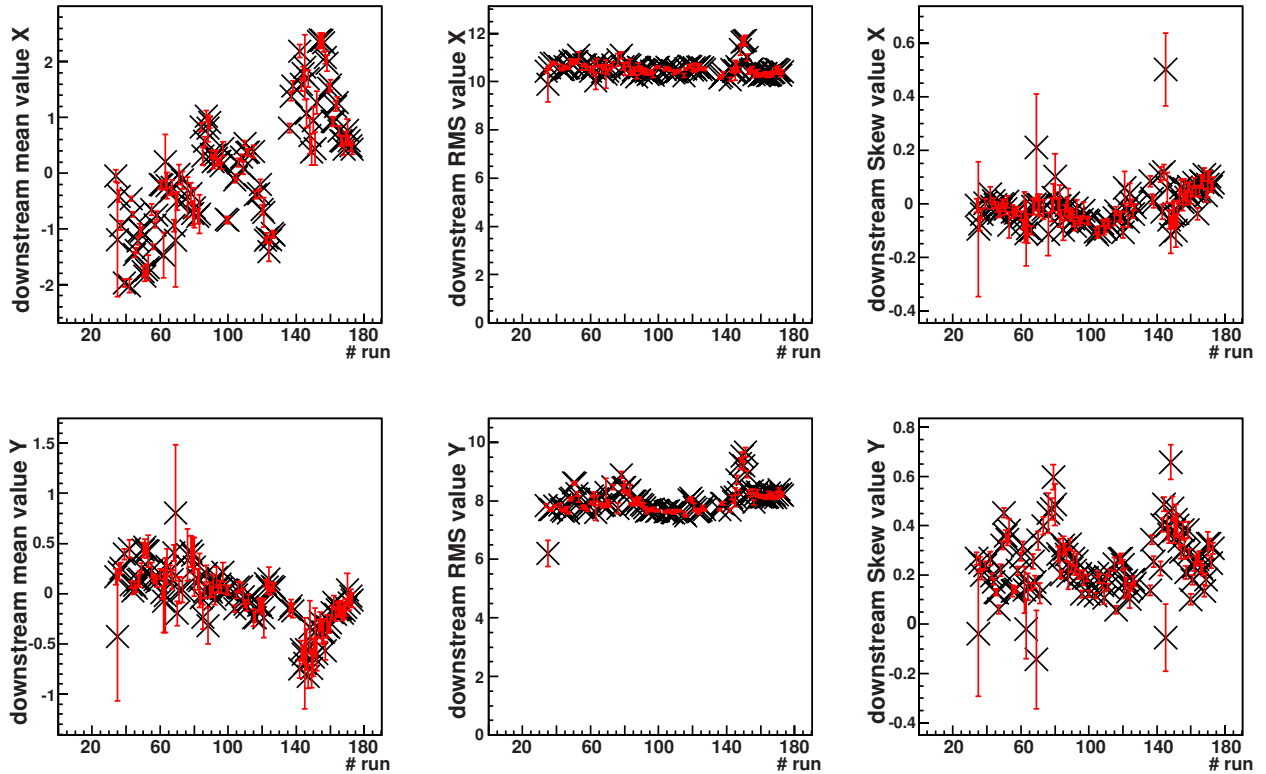 downstream mean value X
2
1
0
-1
-2
20 60 100 140 180
# run
downstream RMS value X
12
10
8
6
4
2
0
20 60 100 140 180
# run
downstream Skew value X
0.6
0.4
0.2
0
-0.2
-0.4
20 60 100 140 180
# run
downstream mean value Y
1.5
1
0.5
0
-0.5
-1
20 60 100 140 180
# run
downstream RMS value Y
10
8
6
4
2
0
20 60 100 140 180
# run
downstream Skew value Y
0.8
0.6
0.4
0.2
0
-0.2
-0.4
20 60 100 140 180
# run